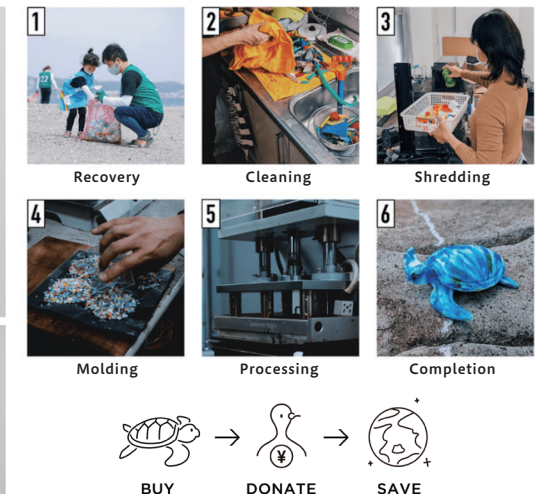 1
2
3
Recovery
Cleaning
Shredding
4
5
6
Molding
Processing
Completion
¥
BUY
DONATE
SAVE